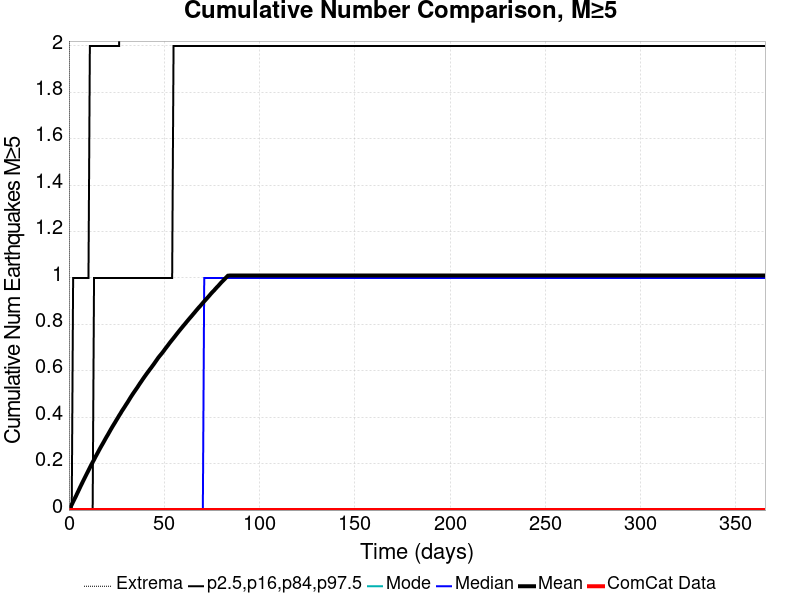 Cumulative Number Comparison, M≥5
Cumulative Num Earthquakes M≥5
2
1.8
1.6
1.4
1.2
1
0.8
0.6
0.4
0.2
0
0 50 100 150 200 250 300 350
Time (days)
Extrema p2.5,p16,p84,p97.5 Mode Median Mean ComCat Data